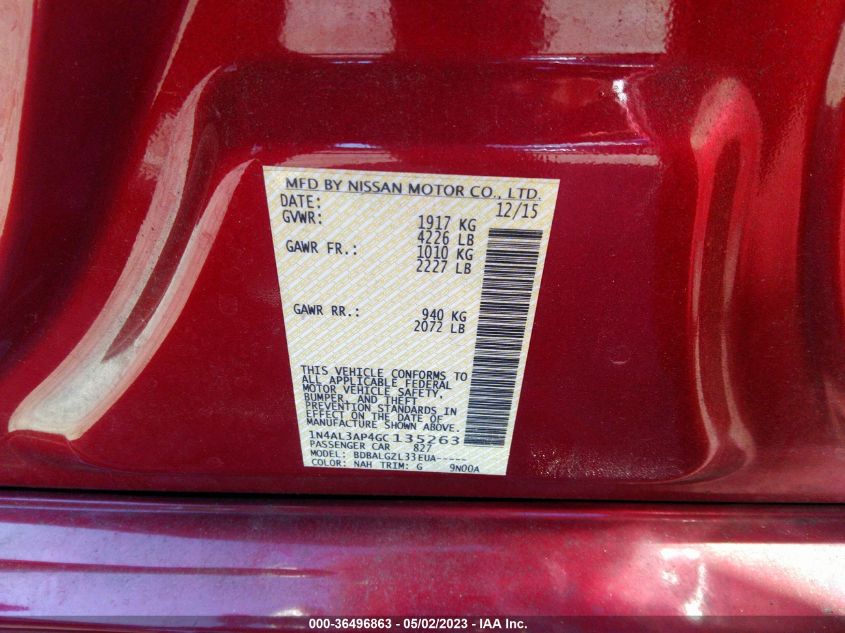 MFD BY NISSAN MOTOR CO., LTD.
DATE: 12/15
GVWR: 1917 KG
4226 LB
GAWR FR.: 1010 KG
2227 LB
GAWR RR.: 940 KG
2072 LB
THIS VEHICLE CONFORMS TO
ALL APPLICABLE FEDERAL
MOTOR VEHICLE SAFETY,
BUMPER, AND THEFT
PREVENTION STANDARDS IN
EFFECT ON THE DATE OF
MANUFACTURE SHOWN ABOVE.
1N4AL3AP4GC135263
PASSENGER CAR 827
MODEL: BDBALGZL33EUA-----
COLOR: NAH TRIM: G 9N00A
000-36496863 - 05/02/2023 - IAA Inc.